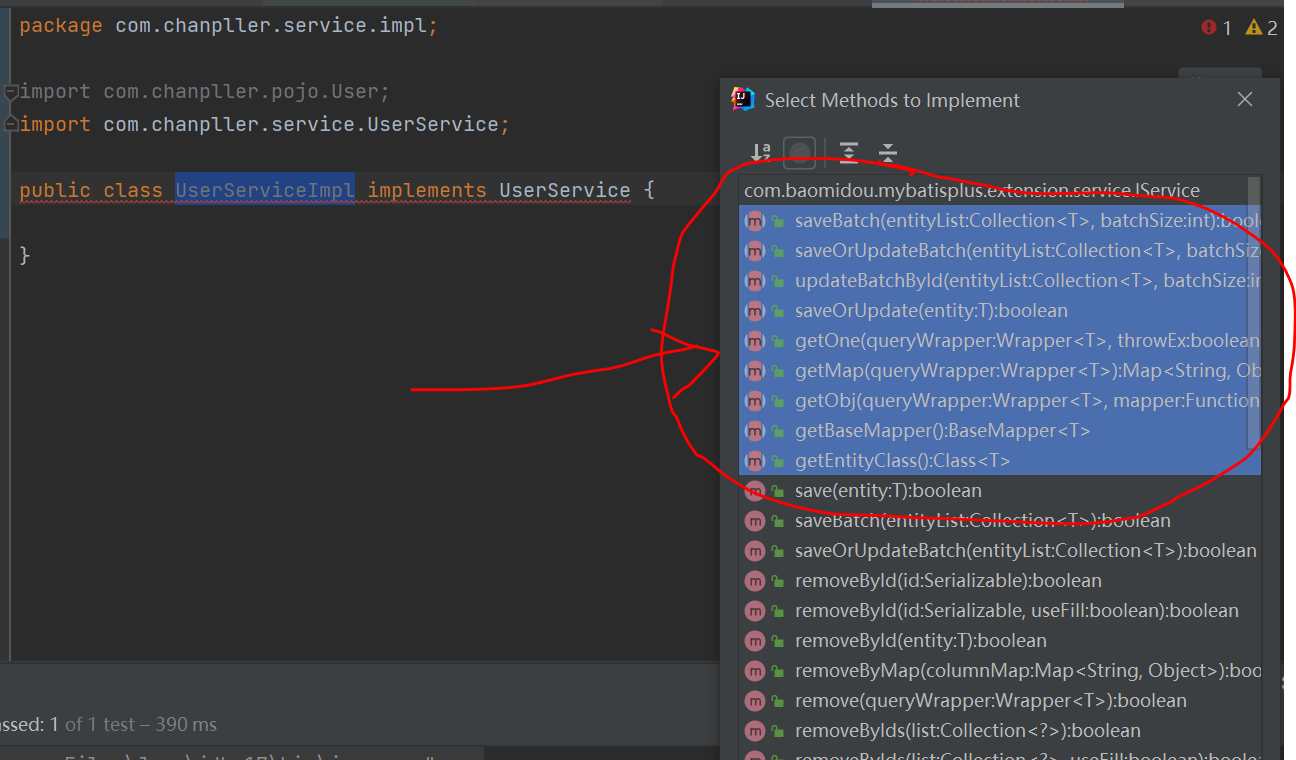 package com.chanpller.service.impl;
1
2
import com.chanpller.pojo.User;
import com.chanpller.service.UserService;
public class UserServiceImpl implements UserService {
}
Select Methods to Implement
com.baomidou.mybatisplus.extension.service.IService
saveBatch(entityList:Collection<T>, batchSize:int):bool
saveOrUpdateBatch(entityList:Collection<T>, batchSiz
updateBatchById(entityList:Collection<T>, batchSize:in
saveOrUpdate(entity:T):boolean
getOne(queryWrapper:Wrapper<T>, throwEx:boolean
getMap(queryWrapper:Wrapper<T>):Map<String, Ob
getObj(queryWrapper:Wrapper<T>, mapper:Function
getBaseMapper():BaseMapper<T>
getEntityClass():Class<T>
save(entity:T):boolean
saveBatch(entityList:Collection<T>):boolean
saveOrUpdateBatch(entityList:Collection<T>):boolean
removeById(id:Serializable):boolean
removeById(id:Serializable, useFill:boolean):boolean
removeById(entity:T):boolean
removeByMap(columnMap:Map<String, Object>):boo
remove(queryWrapper:Wrapper<T>):boolean
removeByIds(list:Collection<?>):boolean
removeByIds(list:Collection<?>, useFill:boolean):boole
ssed: 1 of 1 test – 390 ms